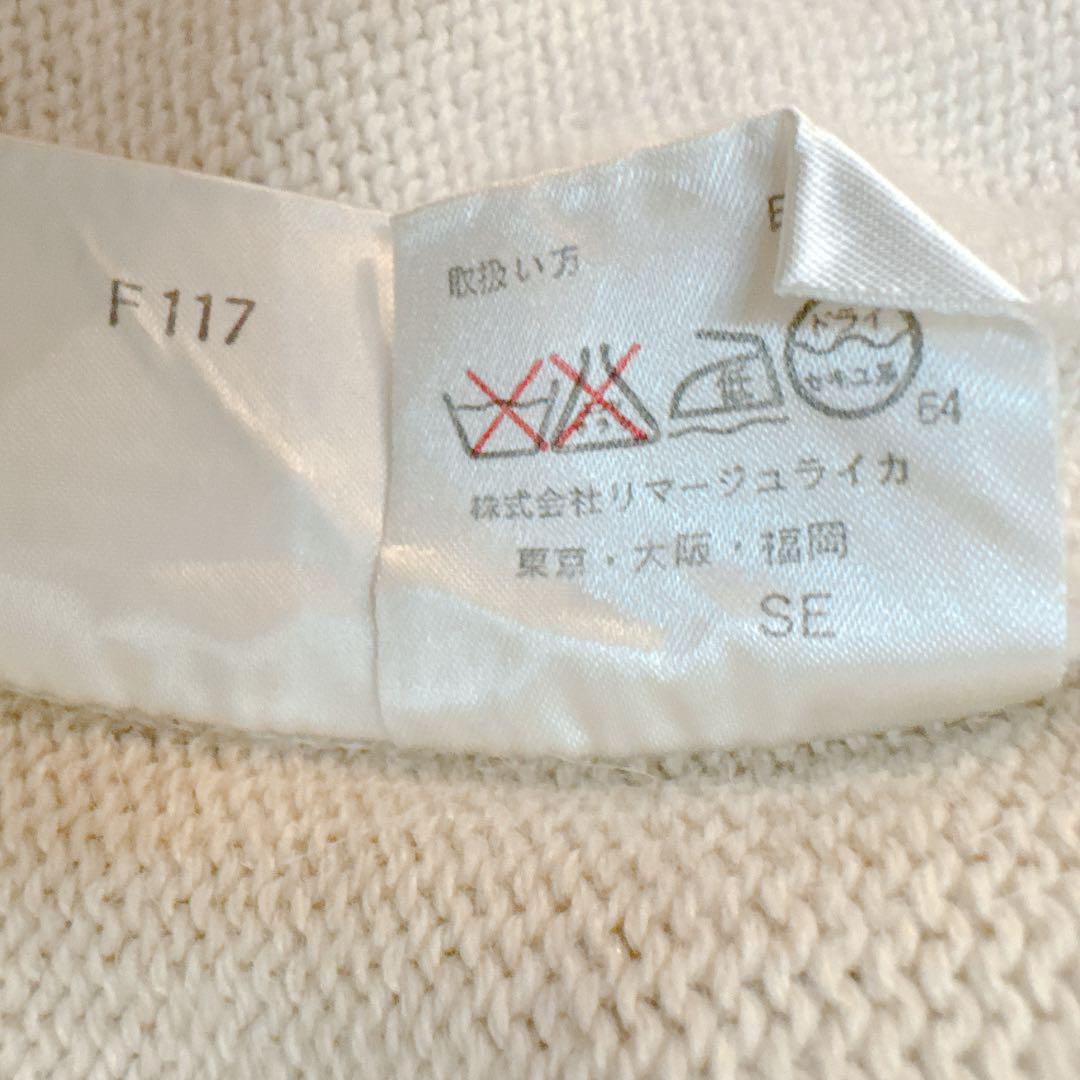 F 117
取扱い方
低
ドライ
セキユ系
64
株式会社リマージュライカ
東京・大阪・福岡
SE